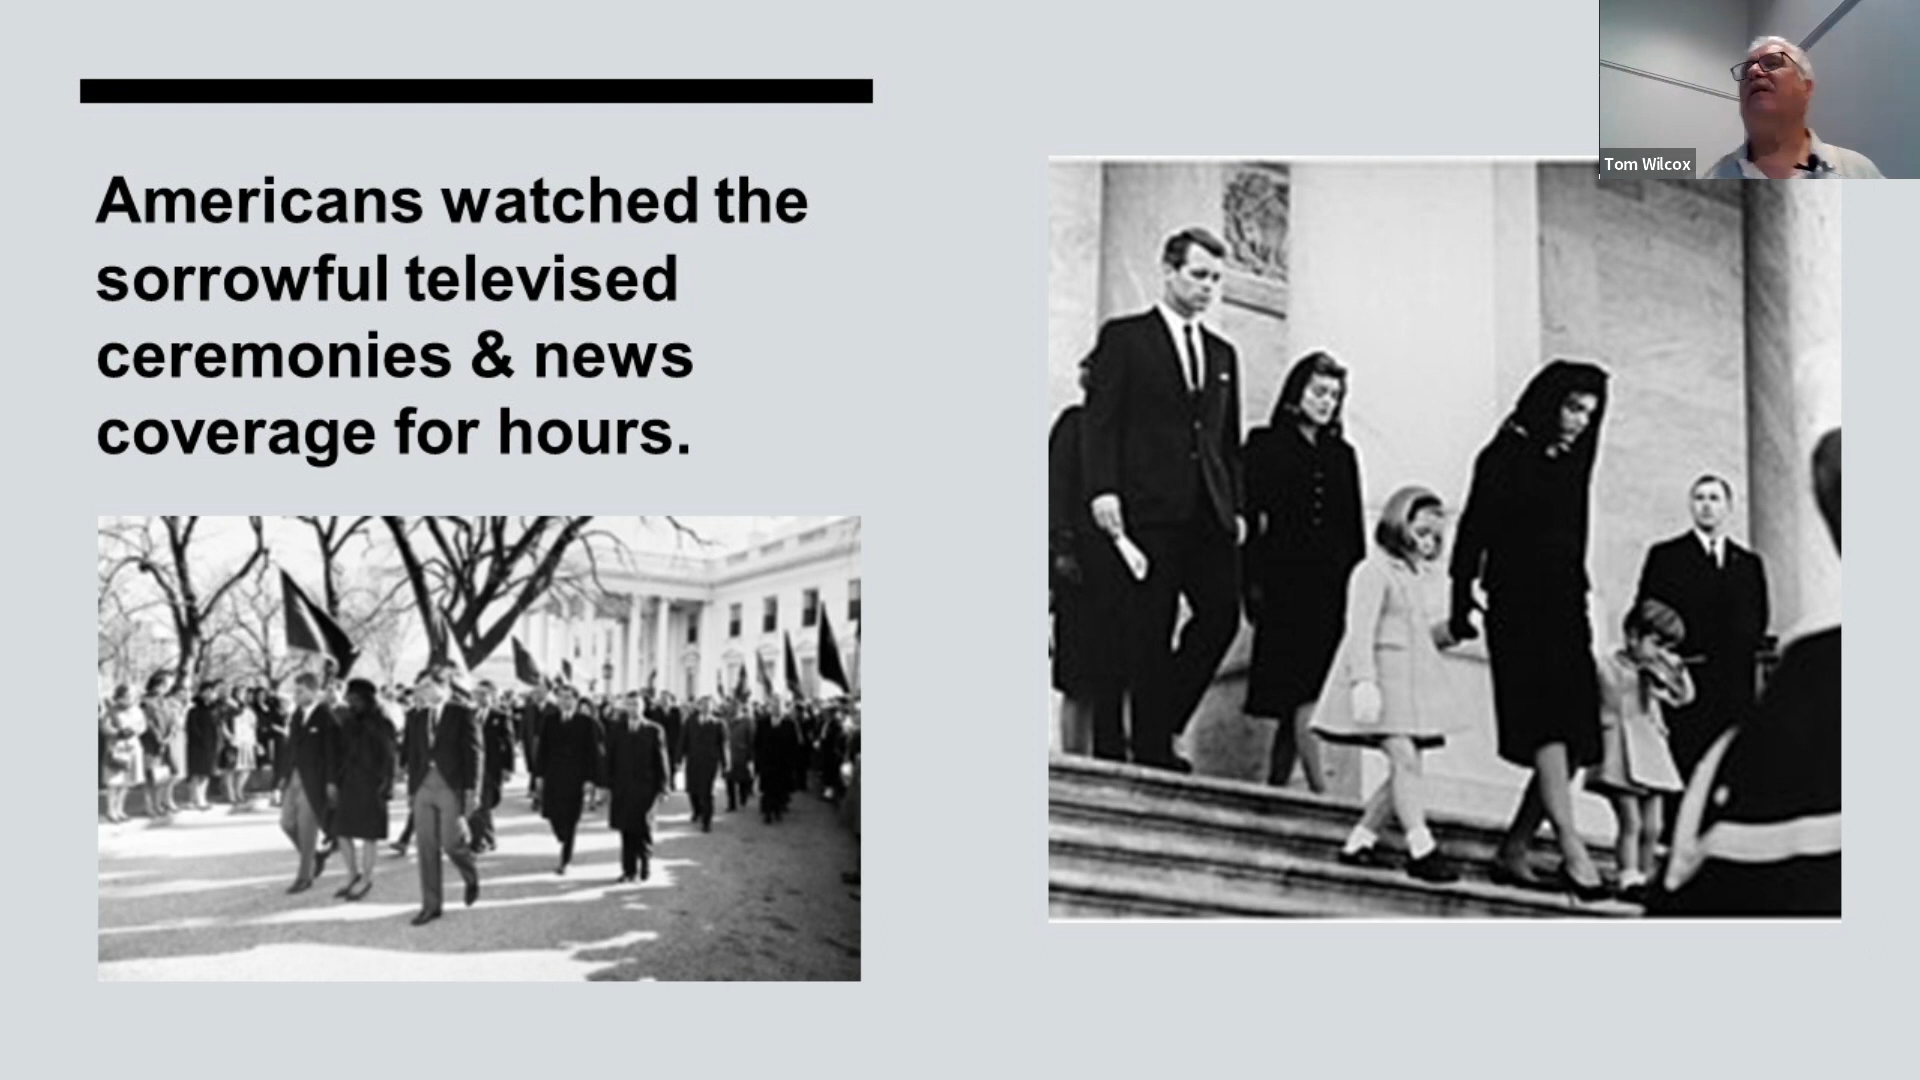 Americans watched the
sorrowful televised
ceremonies & news
coverage for hours.
Tom Wilcox